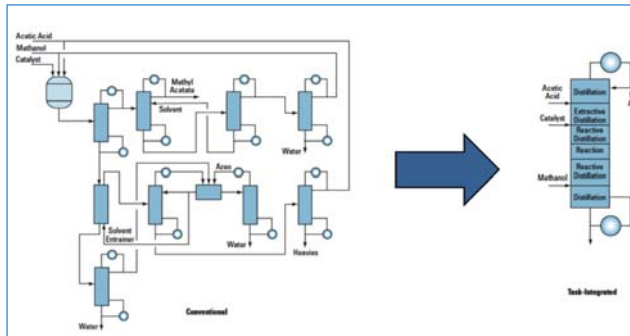 Acetic Acid
Methanol
Catalyst
Methyl
Acetate
Solvent
Water
Azeo
Solvent
Entrainer
Water
Heavies
Water
Conventional
Acetic
Acid
Catalyst
Methanol
Distillation
Extractive
Distillation
Reactive
Distillation
Reaction
Reactive
Distillation
Distillation
Task-Integrated